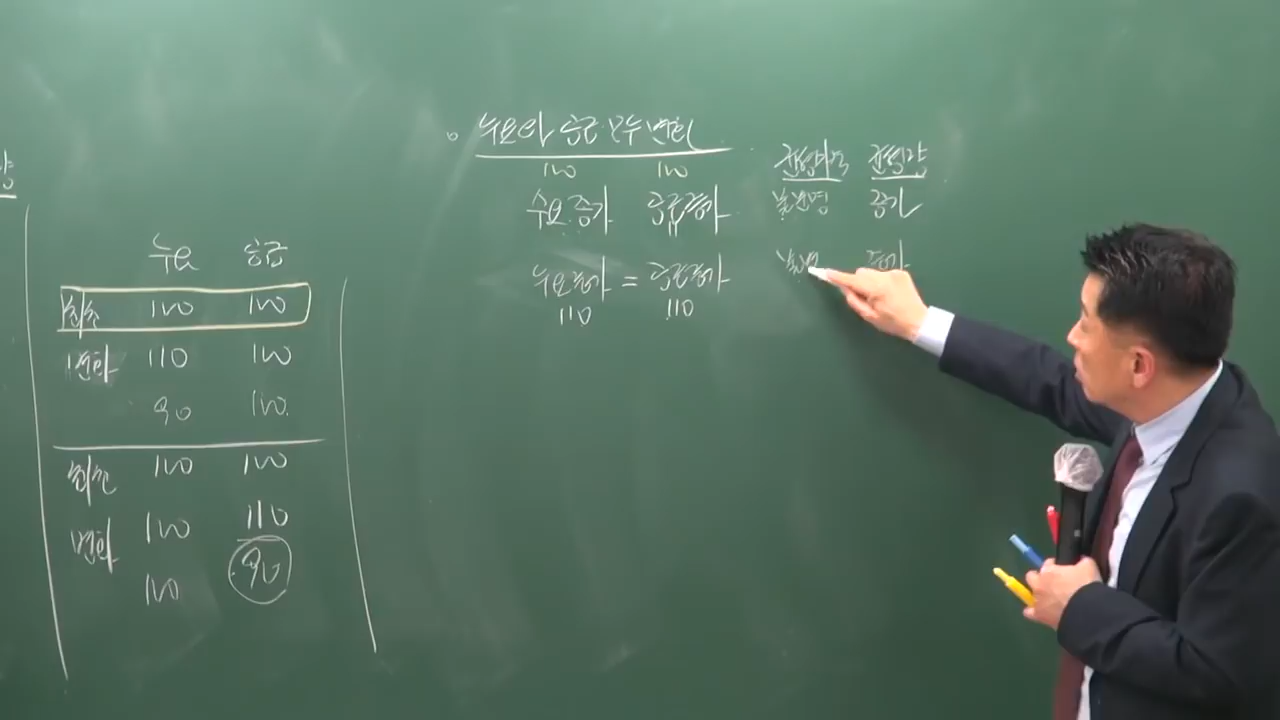 수요 공급
최초 100 100
변화 110 100
90 100
최초 100 100
변화 100 110
100 90
수요와 공급 모두 변화
100 100
균형가격 균형량
수요증가 공급증가 불분명 증가
수요증가 = 공급증가
110 110